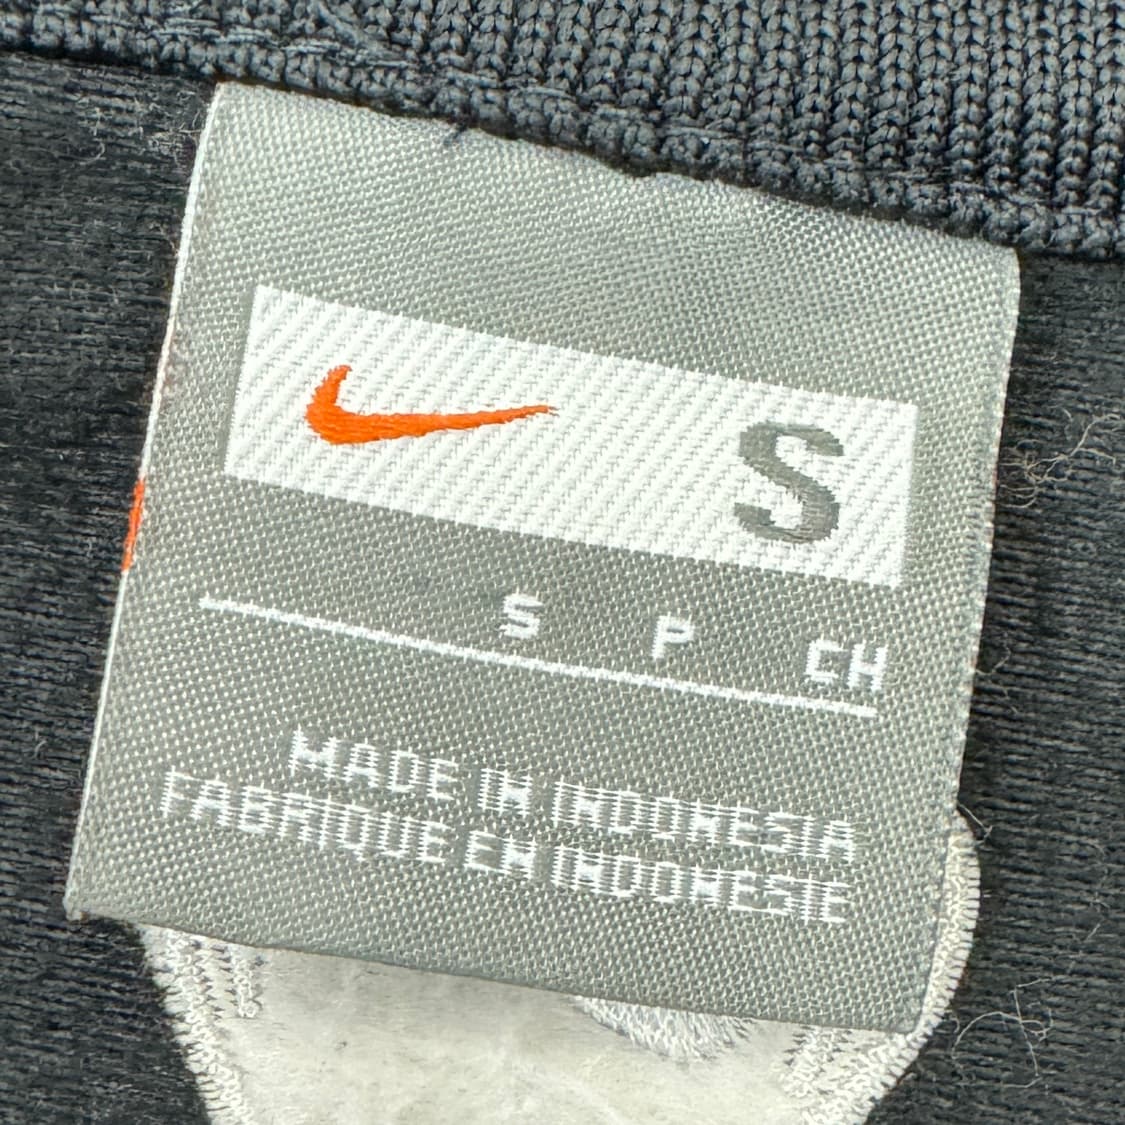 S
S P CH
MADE IN INDONESIA
FABRIQUE EN INDONESIE